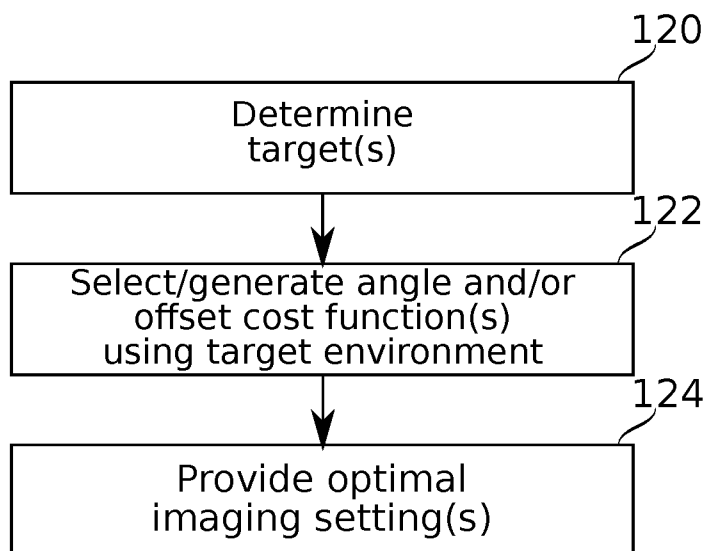 120
Determine
target(s)
122
Select/generate angle and/or
offset cost function(s)
using target environment
124
Provide optimal
imaging setting(s)